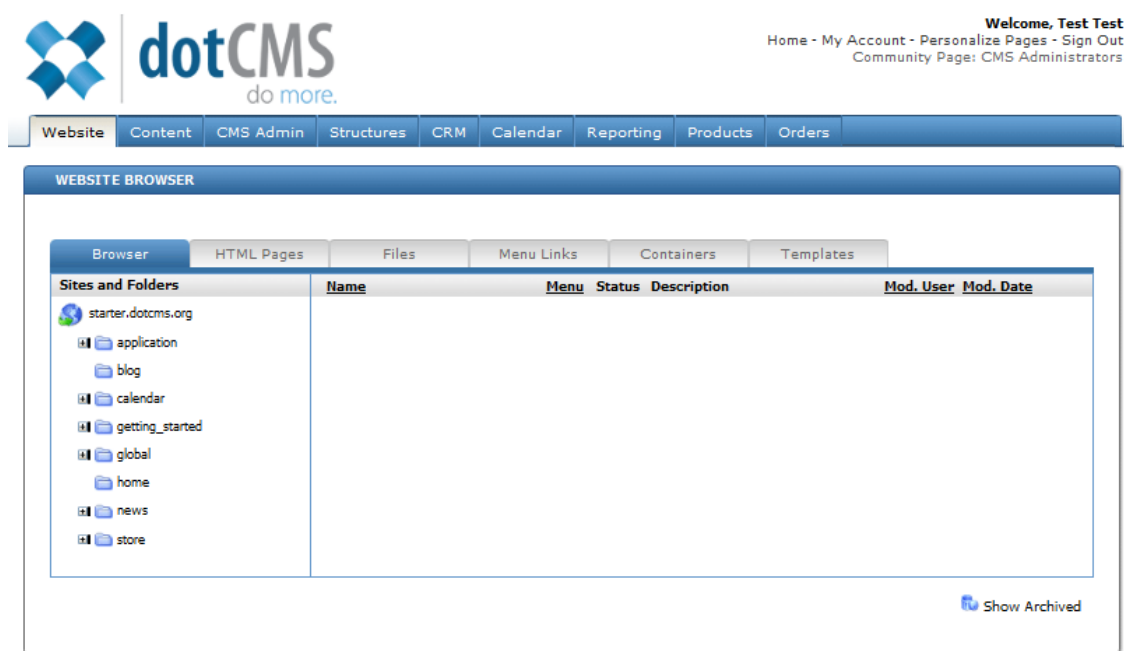 dotCMS
do more.
Welcome, Test Test
Home - My Account - Personalize Pages - Sign Out
Community Page: CMS Administrators
Website Content CMS Admin Structures CRM Calendar Reporting Products Orders
WEBSITE BROWSER
Browser HTML Pages Files Menu Links Containers Templates
Sites and Folders Name Menu Status Description Mod. User Mod. Date
starter.dotcms.org
application
blog
calendar
getting_started
global
home
news
store
Show Archived